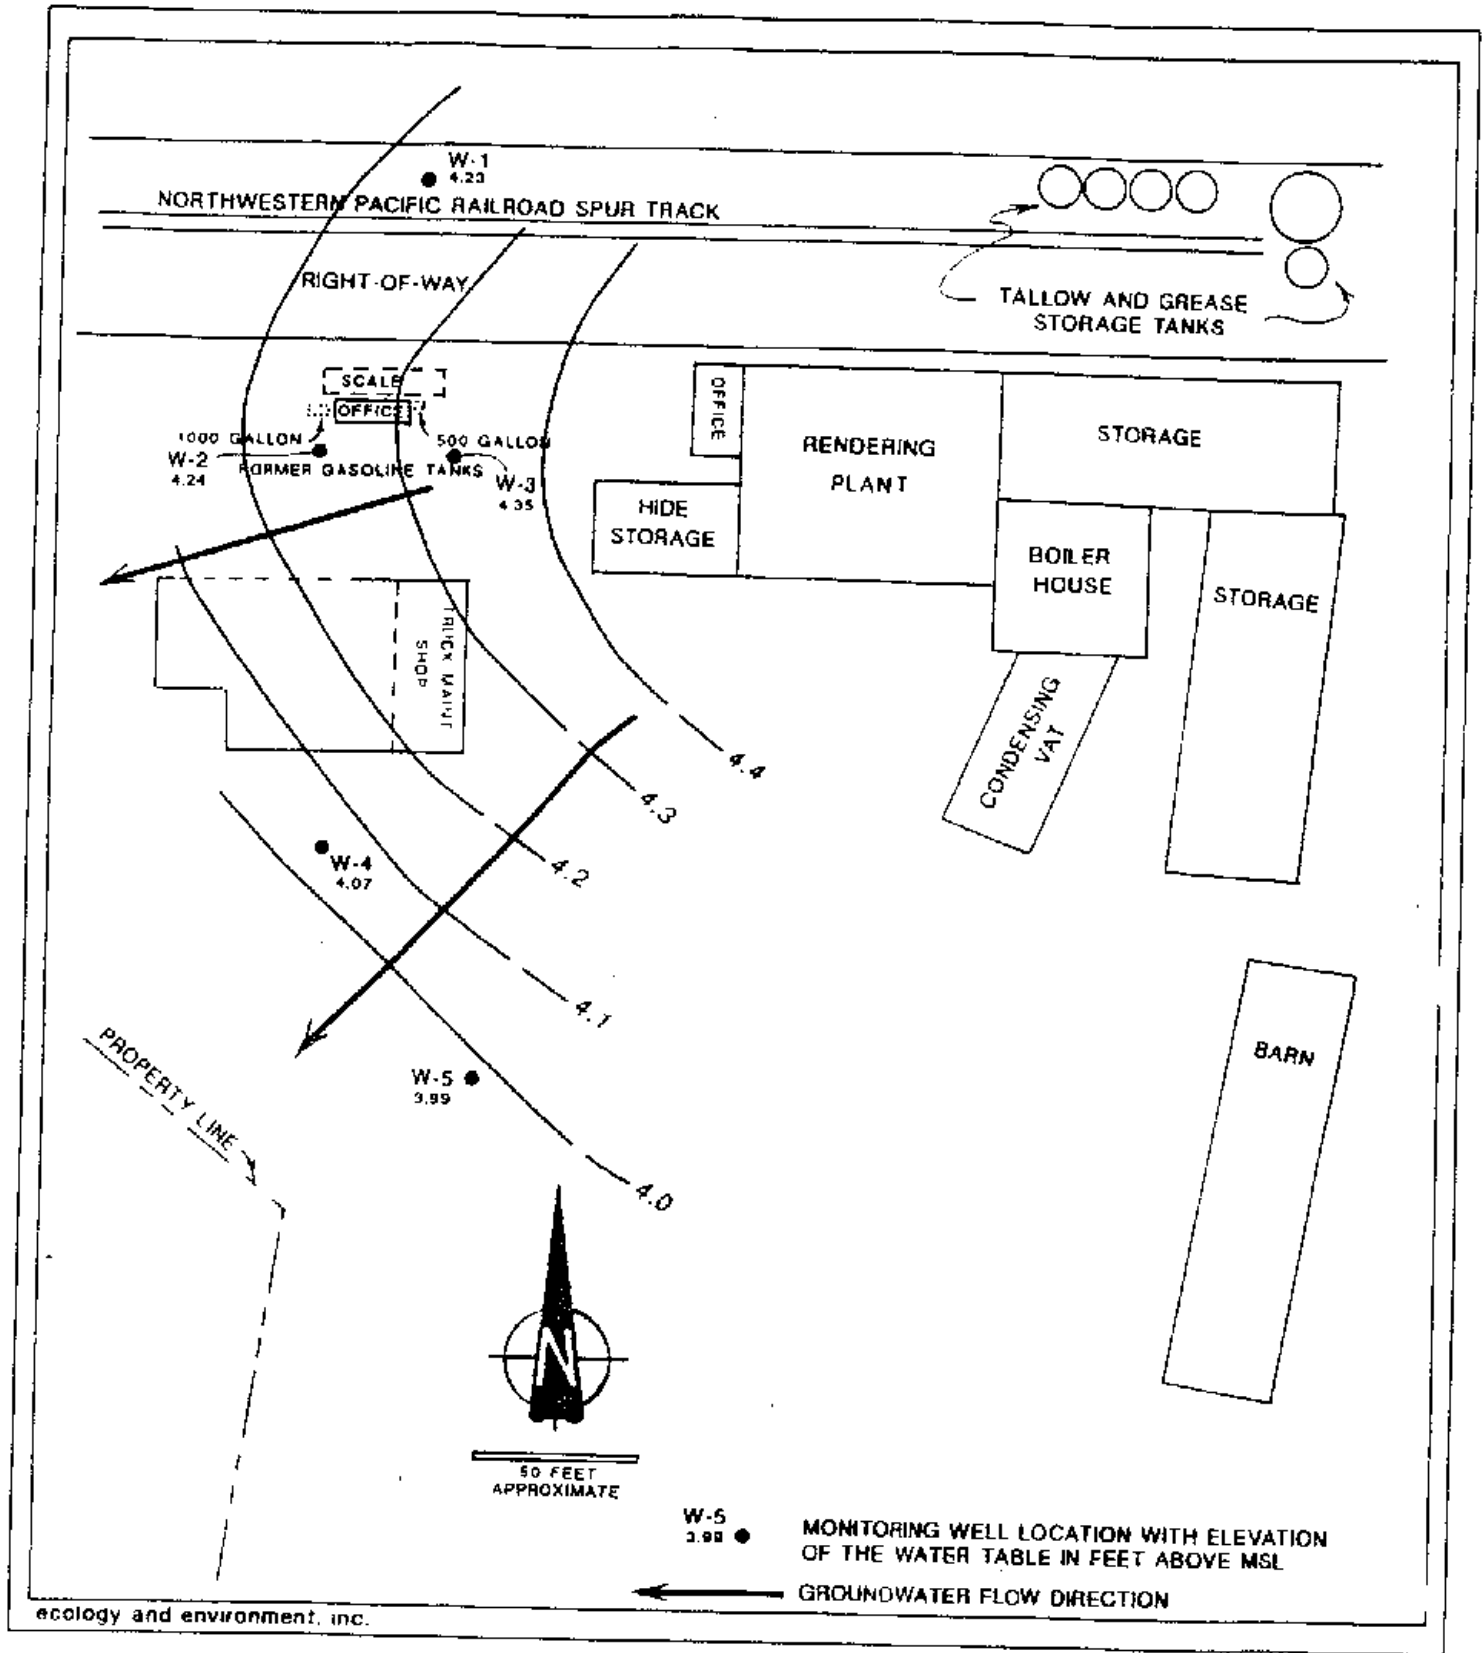 W-1
4.23
NORTHWESTERN PACIFIC RAILROAD SPUR TRACK
RIGHT-OF-WAY
TALLOW AND GREASE
STORAGE TANKS
SCALE
OFFICE
1000 GALLON
500 GALLON
FORMER GASOLINE TANKS
W-2
4.24
W-3
4.35
OFFICE
RENDERING
PLANT
STORAGE
HIDE
STORAGE
BOILER
HOUSE
STORAGE
TRUCK MAINT
SHOP
CONDENSING
VAT
4.4
4.3
4.2
W-4
4.07
4.1
PROPERTY LINE
W-5
3.99
BARN
4.0
N
50 FEET
APPROXIMATE
W-5
3.99
MONITORING WELL LOCATION WITH ELEVATION
OF THE WATER TABLE IN FEET ABOVE MSL
GROUNDWATER FLOW DIRECTION
ecology and environment, inc.